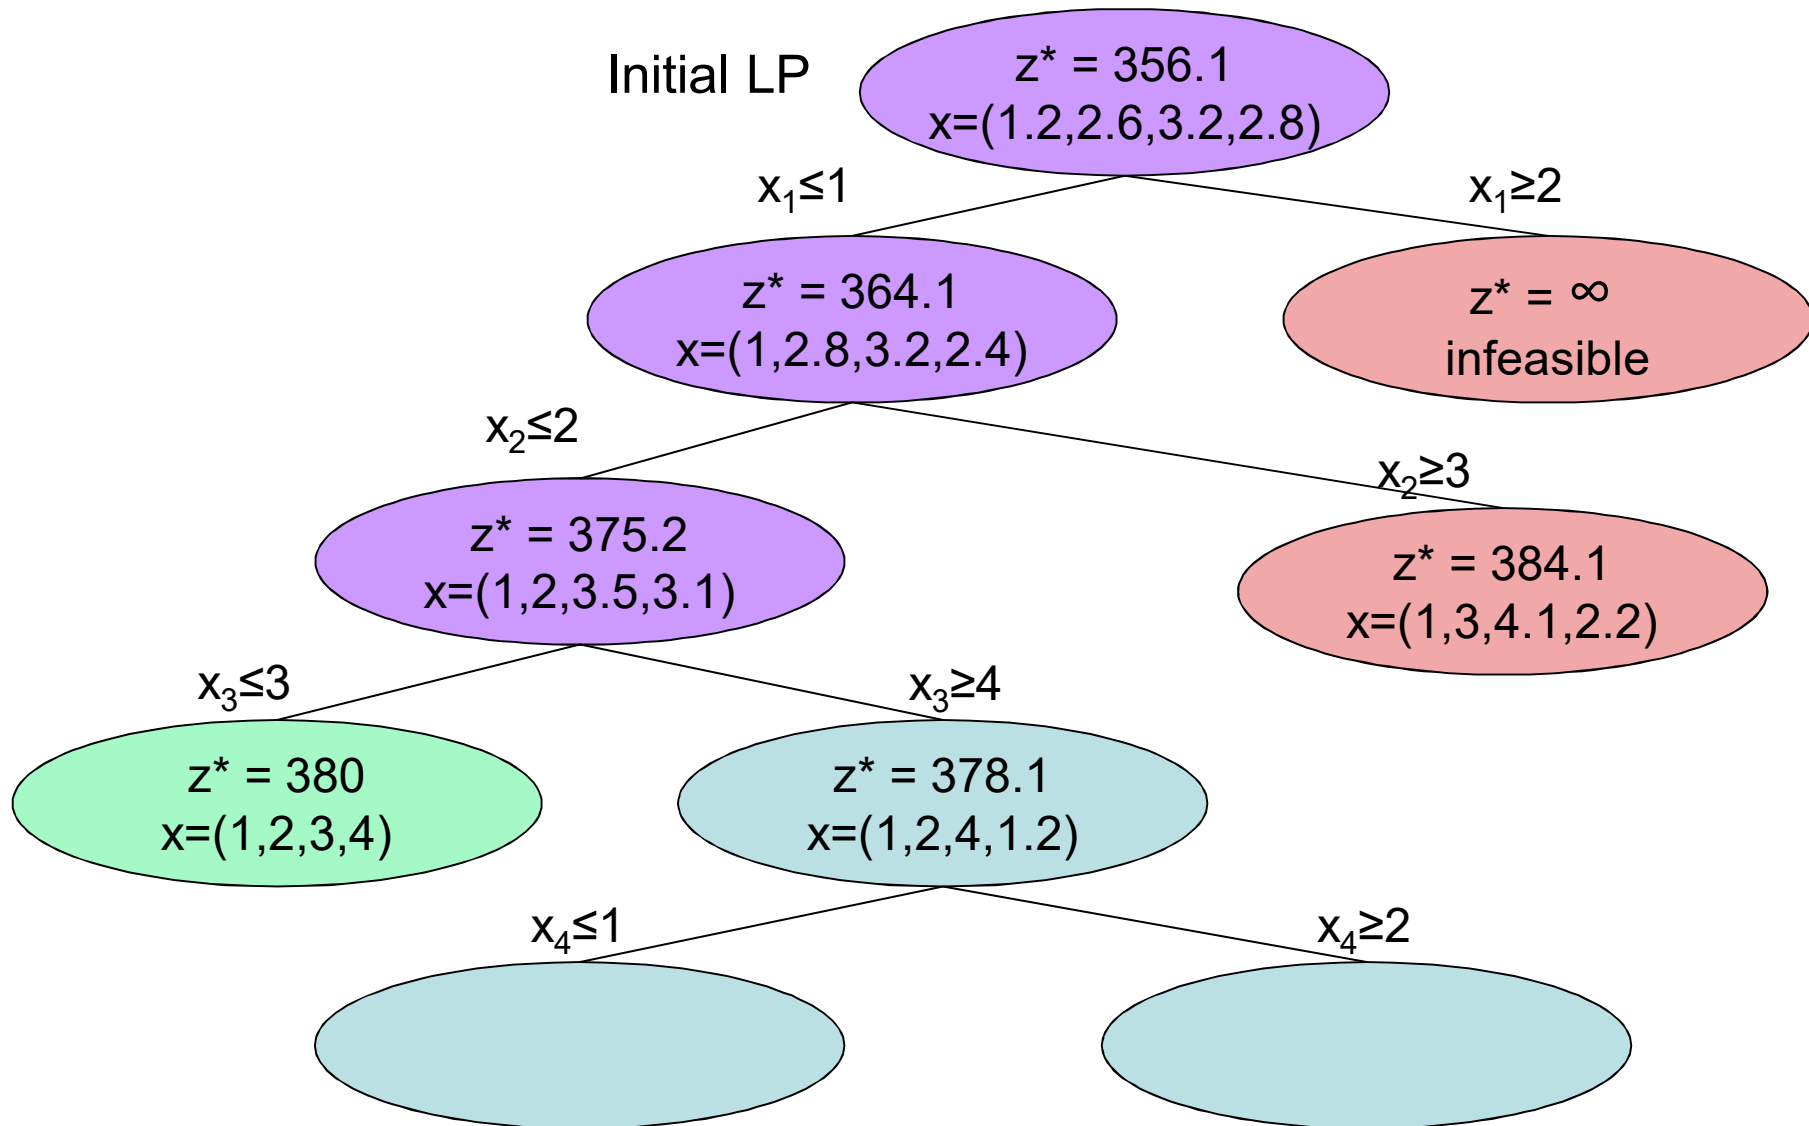 Initial LP
z* = 356.1
x=(1.2,2.6,3.2,2.8)
x₁≤1
x₁≥2
z* = 364.1
x=(1,2.8,3.2,2.4)
z* = ∞
infeasible
x₂≤2
x₂≥3
z* = 375.2
x=(1,2,3.5,3.1)
z* = 384.1
x=(1,3,4.1,2.2)
x₃≤3
x₃≥4
z* = 380
x=(1,2,3,4)
z* = 378.1
x=(1,2,4,1.2)
x₄≤1
x₄≥2